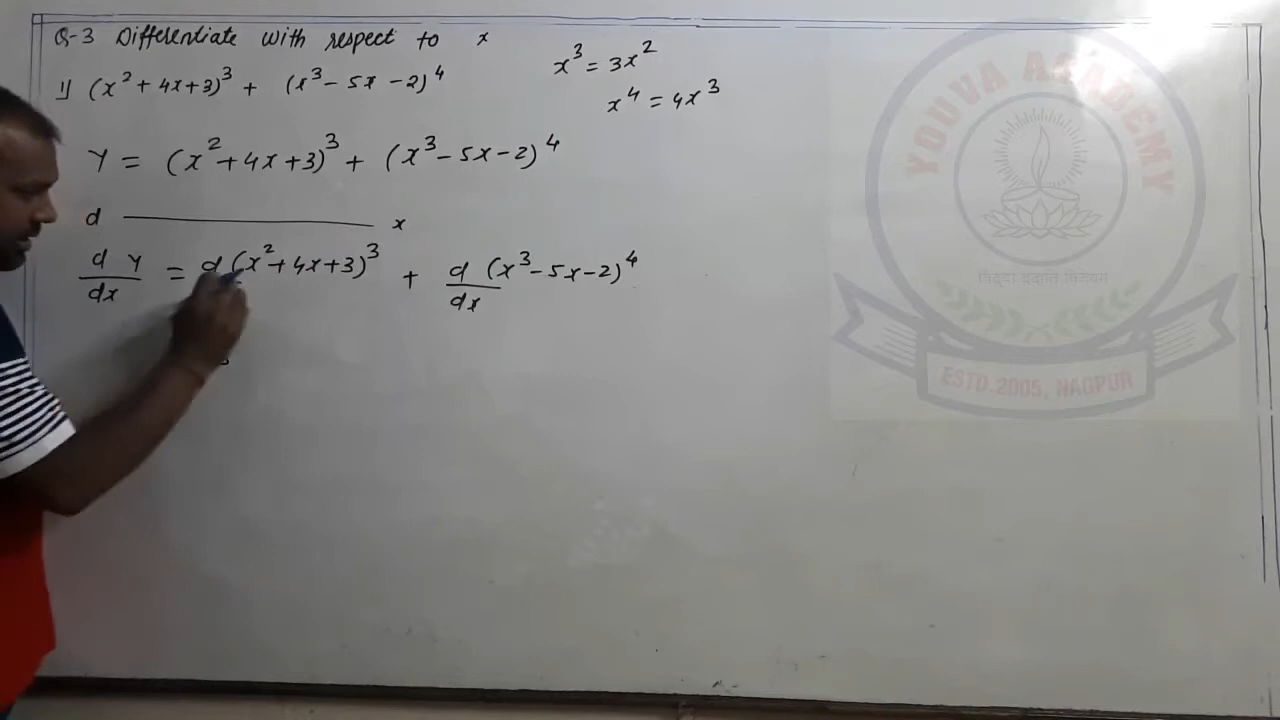 Q-3 Differentiate with respect to x
1) (x² + 4x + 3)³ + (x³ - 5x - 2)⁴
x³ = 3x²
x⁴ = 4x³
Y = (x² + 4x + 3)³ + (x³ - 5x - 2)⁴
d ——— x
d Y / dx = d (x² + 4x + 3)³ + d/dx (x³ - 5x - 2)⁴
YOUVA ACADEMY
ESTD.2005, NAGPUR